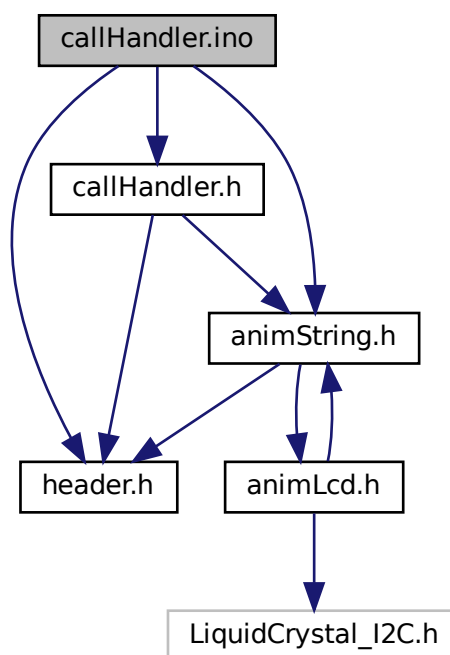 callHandler.ino
callHandler.h
animString.h
header.h
animLcd.h
LiquidCrystal_I2C.h